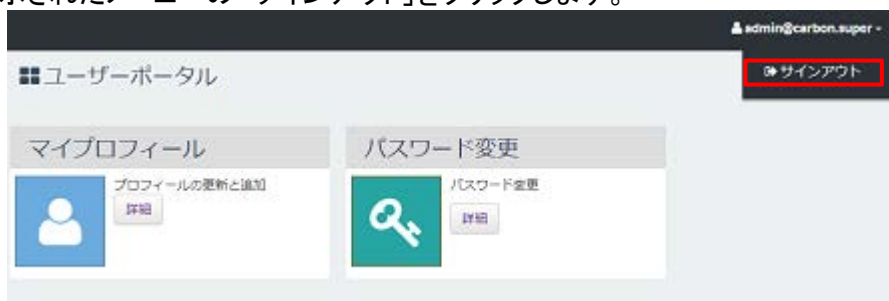 admin@carbon.super
サインアウト
ユーザーポータル
マイプロフィール
プロフィールの更新と追加
詳細
パスワード変更
パスワード変更
詳細